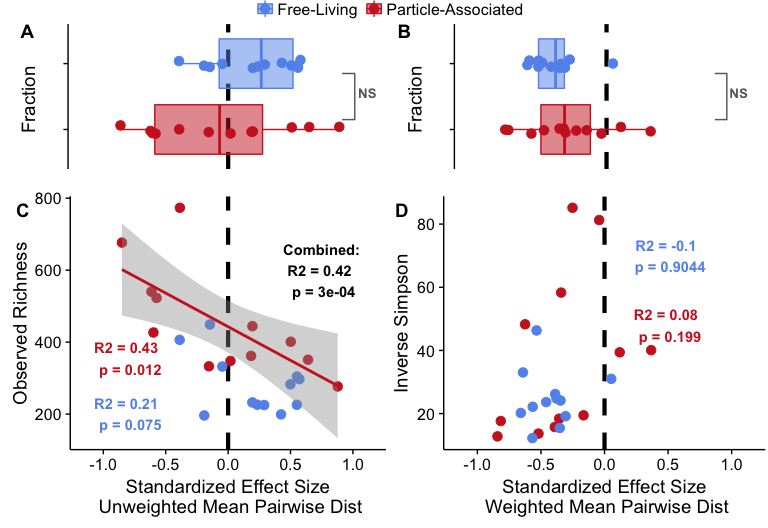 Free-Living Particle-Associated
A
Fraction
NS
B
Fraction
NS
C
Observed Richness
800
600
400
200
Combined:
R2 = 0.42
p = 3e-04
R2 = 0.43
p = 0.012
R2 = 0.21
p = 0.075
-1.0 -0.5 0.0 0.5 1.0
Standardized Effect Size
Unweighted Mean Pairwise Dist
D
Inverse Simpson
80
60
40
20
R2 = -0.1
p = 0.9044
R2 = 0.08
p = 0.199
-1.0 -0.5 0.0 0.5 1.0
Standardized Effect Size
Weighted Mean Pairwise Dist